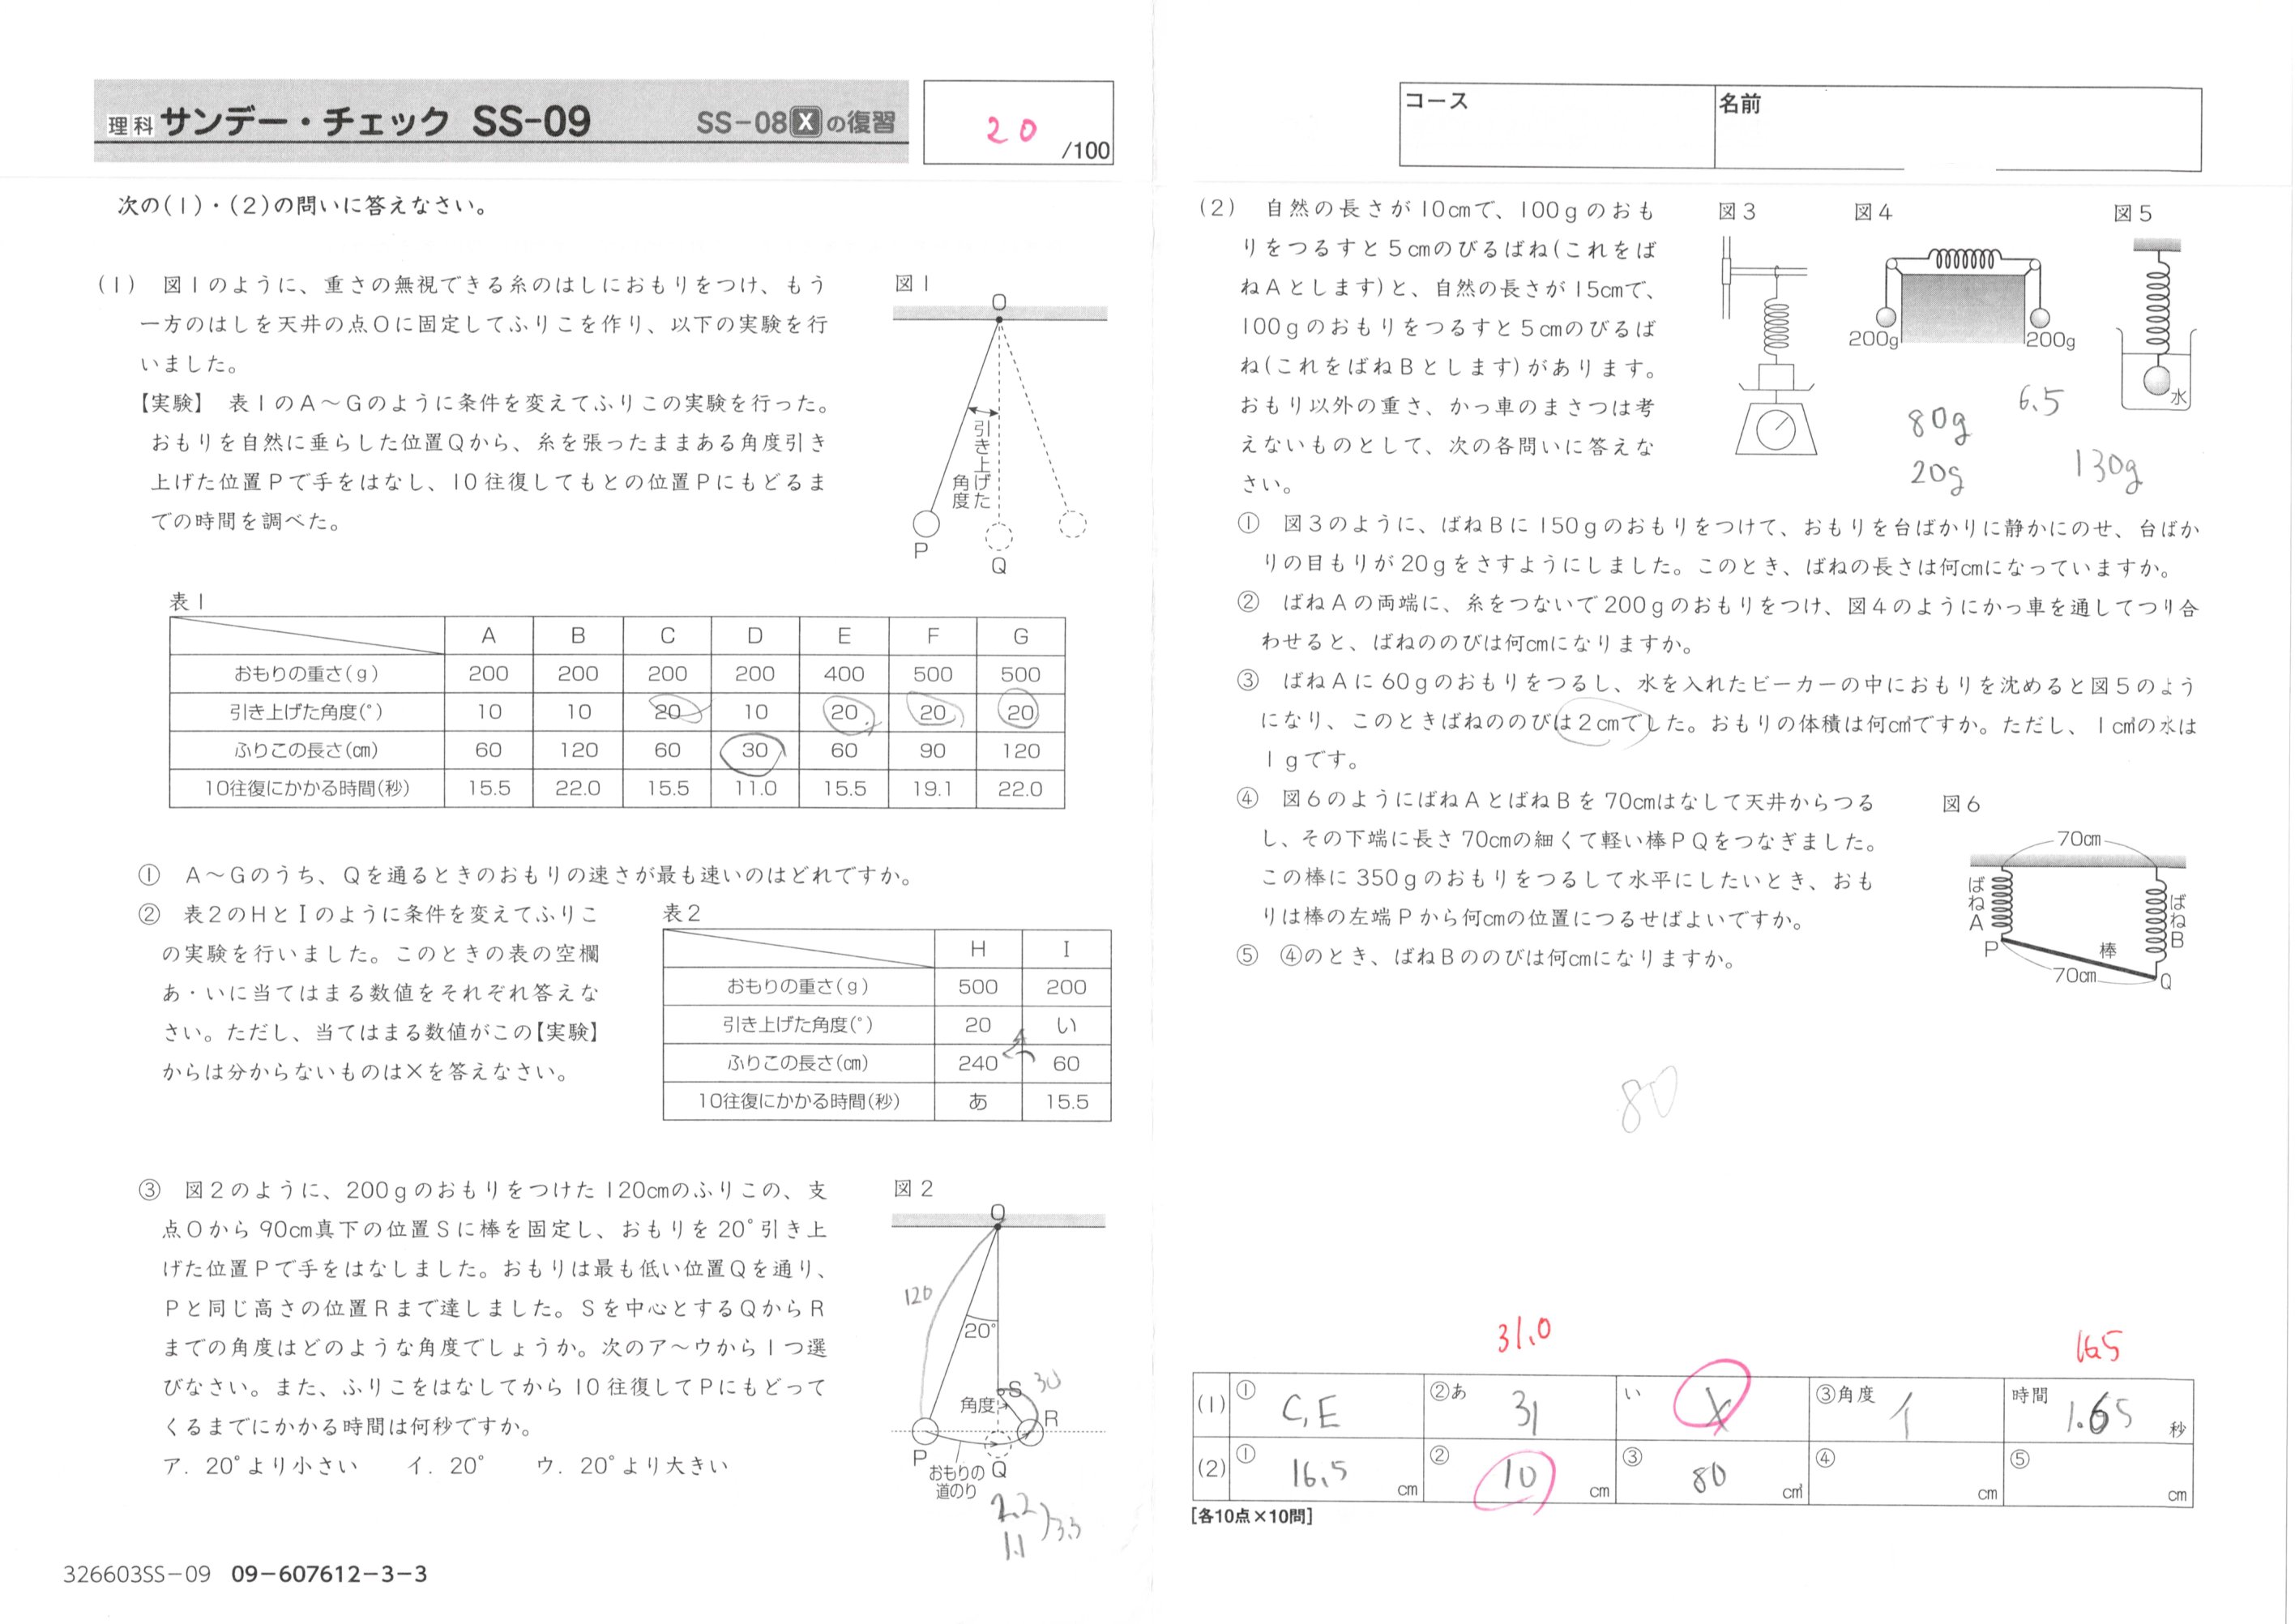 理科 サンデー・チェック SS-09 SS-08Xの復習
20 /100
コース 名前
次の(1)・(2)の問いに答えなさい。
(1) 図1のように、重さの無視できる糸のはしにおもりをつけ、もう
一方のはしを天井の点Oに固定してふりこを作り、以下の実験を行
いました。
【実験】 表1のA〜Gのように条件を変えてふりこの実験を行った。
おもりを自然に垂らした位置Qから、糸を張ったままある角度引き
上げた位置Pで手をはなし、10往復してもとの位置Pにもどるま
での時間を調べた。
図1
O
引き上げた
角度
P
Q
表1
A B C D E F G
おもりの重さ(g) 200 200 200 200 400 500 500
引き上げた角度(°) 10 10 20 10 20 20 20
ふりこの長さ(cm) 60 120 60 30 60 90 120
10往復にかかる時間(秒) 15.5 22.0 15.5 11.0 15.5 19.1 22.0
① A〜Gのうち、Qを通るときのおもりの速さが最も速いのはどれですか。
② 表2のHとIのように条件を変えてふりこ
の実験を行いました。このときの表の空欄
あ・いに当てはまる数値をそれぞれ答えな
さい。ただし、当てはまる数値がこの【実験】
からは分からないものは×を答えなさい。
表2
H I
おもりの重さ(g) 500 200
引き上げた角度(°) 20 い
ふりこの長さ(cm) 240 60
10往復にかかる時間(秒) あ 15.5
③ 図2のように、200gのおもりをつけた120cmのふりこの、支
点Oから90cm真下の位置Sに棒を固定し、おもりを20°引き上
げた位置Pで手をはなしました。おもりは最も低い位置Qを通り、
Pと同じ高さの位置Rまで達しました。Sを中心とするQからR
までの角度はどのような角度でしょうか。次のア〜ウから1つ選
びなさい。また、ふりこをはなしてから10往復してPにもどって
くるまでにかかる時間は何秒ですか。
ア．20°より小さい イ．20° ウ．20°より大きい
図2
O
120
20°
S 30
角度
R
P
おもりの
道のり
Q
2.2
1.1
3.3
326603SS-09 09-607612-3-3
(2) 自然の長さが10cmで、100gのおも
りをつるすと5cmのびるばね(これをば
ねAとします)と、自然の長さが15cmで、
100gのおもりをつるすと5cmのびるば
ね(これをばねBとします)があります。
おもり以外の重さ、かっ車のまさつは考
えないものとして、次の各問いに答えな
さい。
図3 図4 図5
200g 200g
水
80g
6.5
20g
130g
① 図3のように、ばねBに150gのおもりをつけて、おもりを台ばかりに静かにのせ、台ばか
りの目もりが20gをさすようにしました。このとき、ばねの長さは何cmになっていますか。
② ばねAの両端に、糸をつないで200gのおもりをつけ、図4のようにかっ車を通してつり合
わせると、ばねののびは何cmになりますか。
③ ばねAに60gのおもりをつるし、水を入れたビーカーの中におもりを沈めると図5のよう
になり、このときばねののびは2cmでした。おもりの体積は何cm³ですか。ただし、1cm³の水は
1gです。
④ 図6のようにばねAとばねBを70cmはなして天井からつる
し、その下端に長さ70cmの細くて軽い棒PQをつなぎました。
この棒に350gのおもりをつるして水平にしたいとき、おも
りは棒の左端Pから何cmの位置につるせばよいですか。
⑤ ④のとき、ばねBののびは何cmになりますか。
図6
70cm
ばねA
ばねB
P
棒
70cm
Q
80
31.0 16.5
(1) ① C,E ②あ 31 い × ③角度 イ 時間 1.65 秒
(2) ① 16.5 cm ② 10 cm ③ 80 cm³ ④ cm ⑤ cm
[各10点×10問]